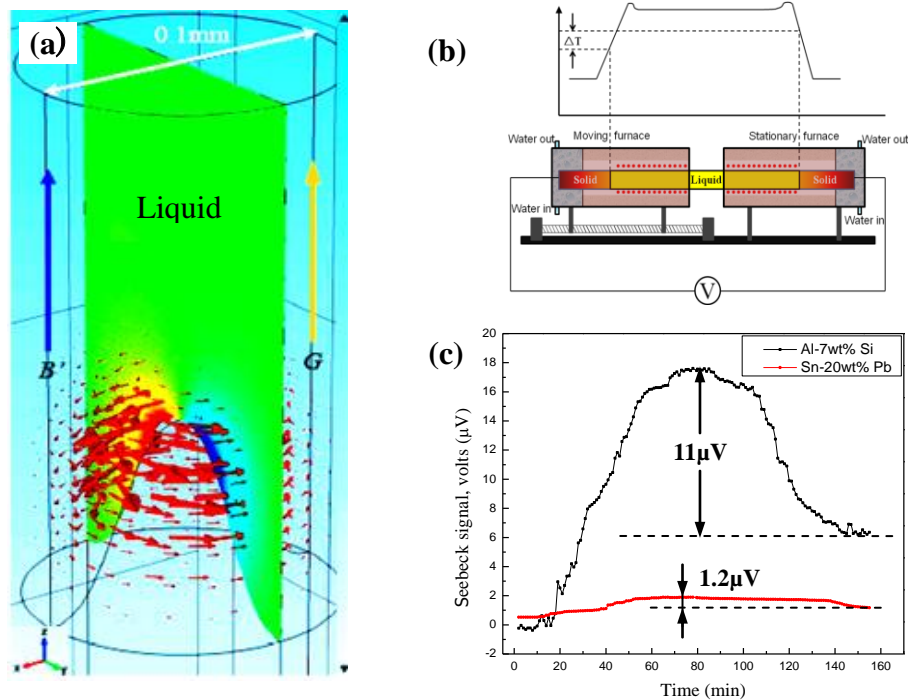 (a)
0 1mm
Liquid
B'
G
z
x
Y
(b)
ΔT
Water out
Moving furnace
Stationary furnace
Water out
Solid
Liquid
Solid
Water in
Water in
V
(c)
Al-7wt% Si
Sn-20wt% Pb
Seebeck signal, volts (μV)
20
18
16
14
12
10
8
6
4
2
0
-2
11μV
1.2μV
0 20 40 60 80 100 120 140 160
Time (min)